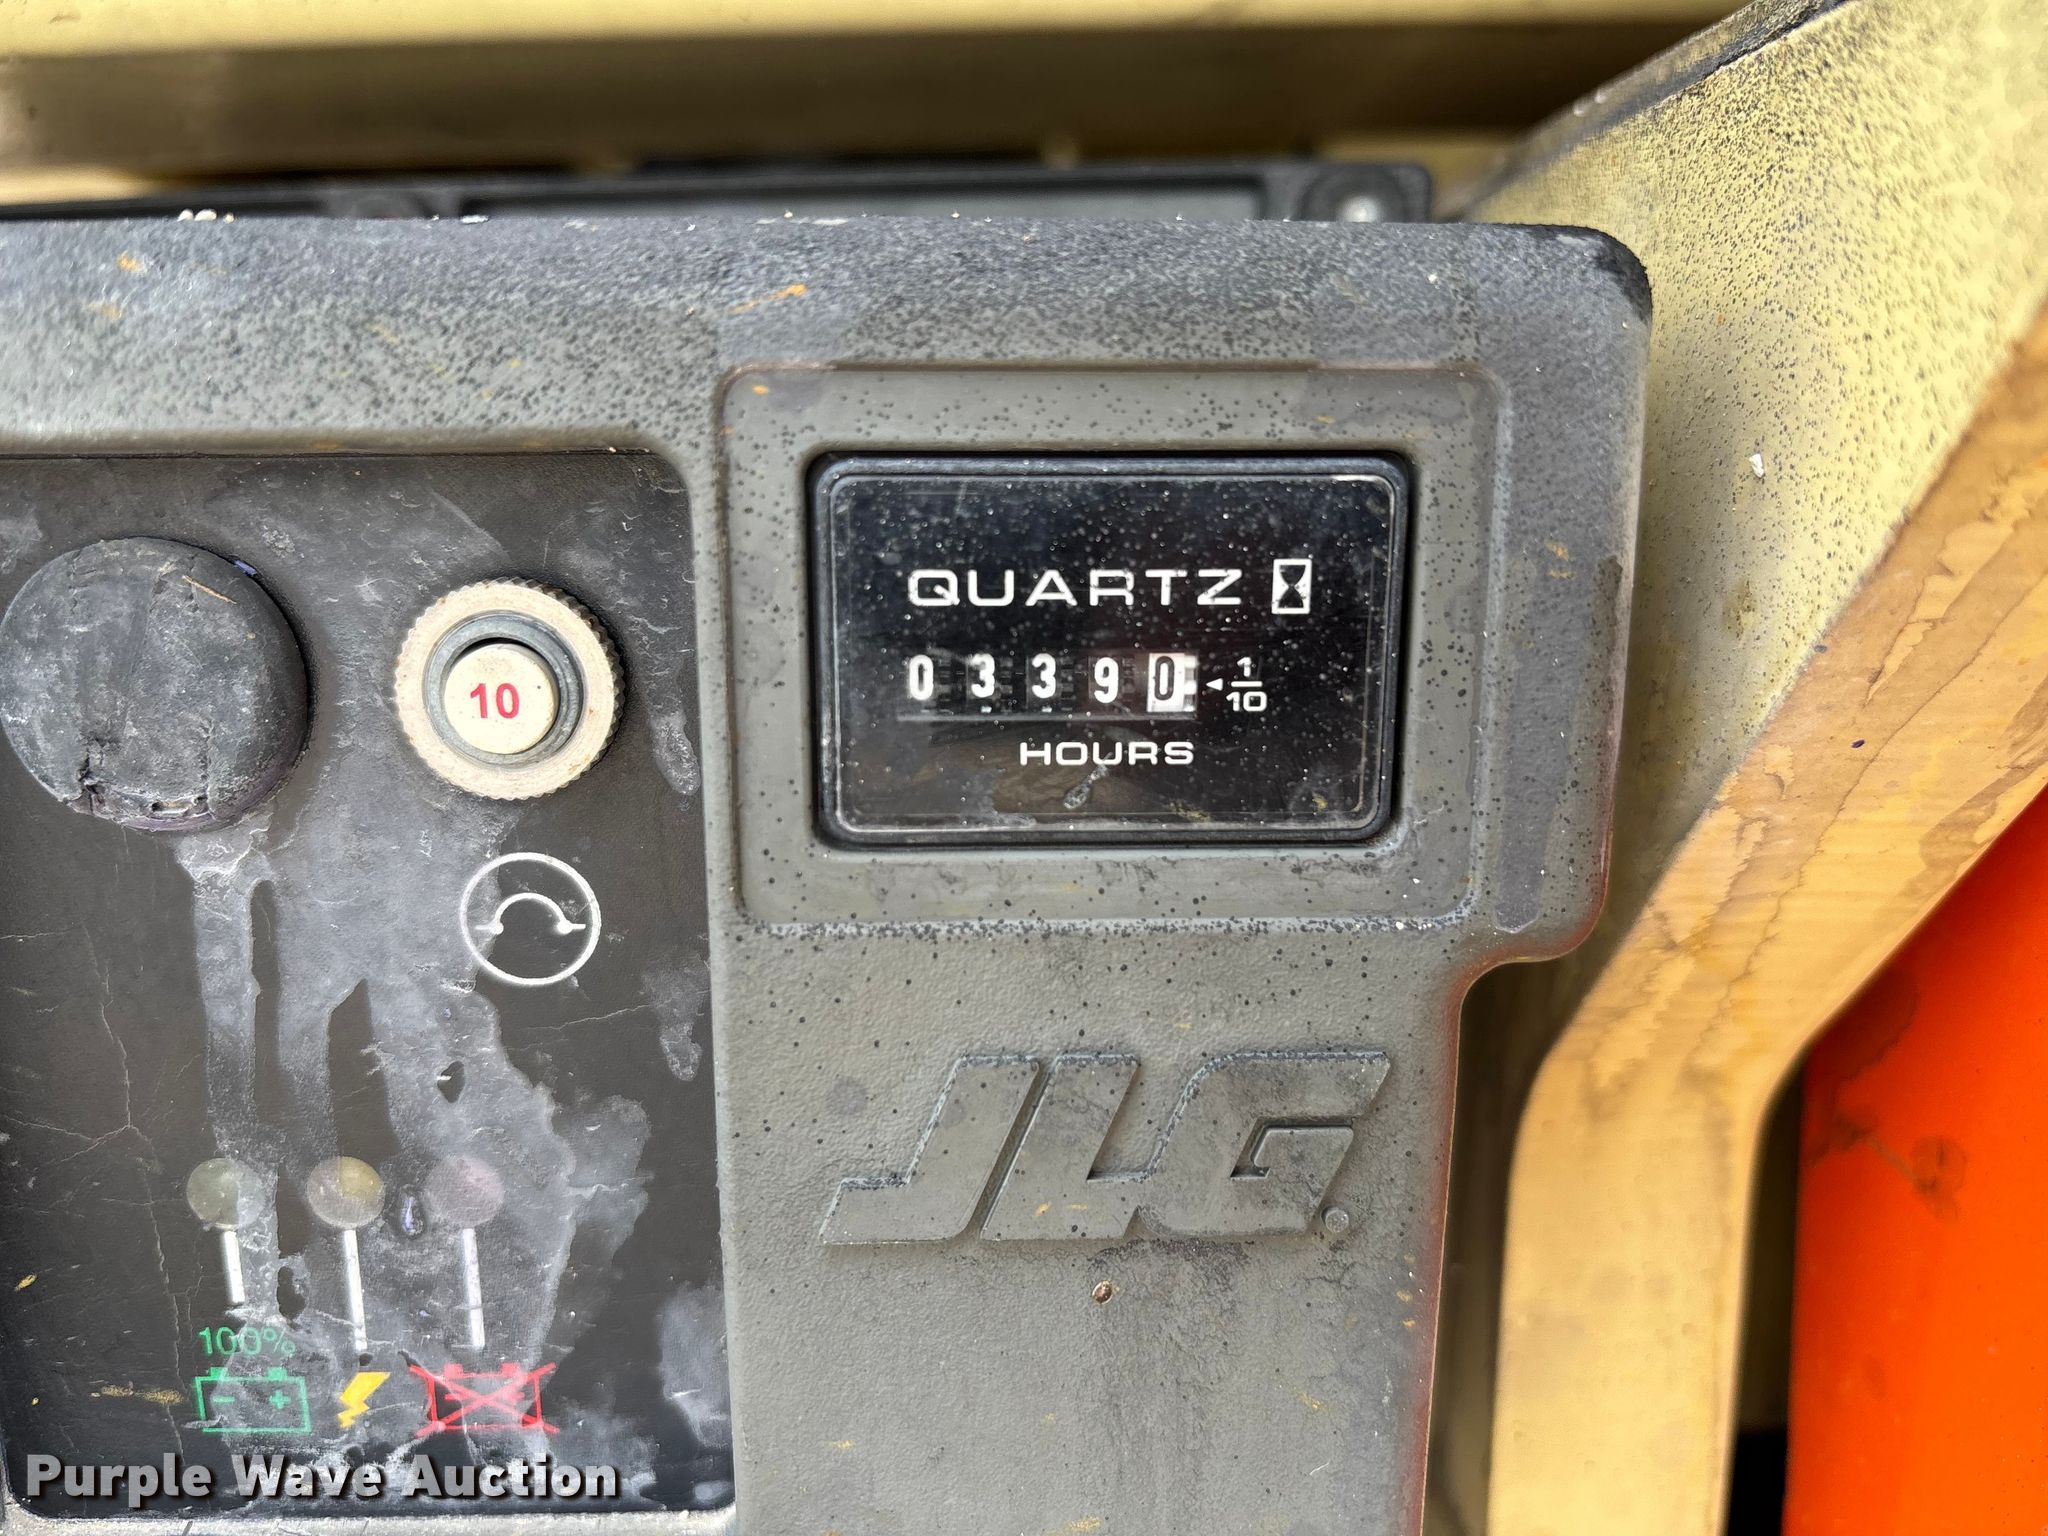 QUARTZ
0 3 3 9 0 1/10
HOURS
10
JLG
100%
Purple Wave Auction